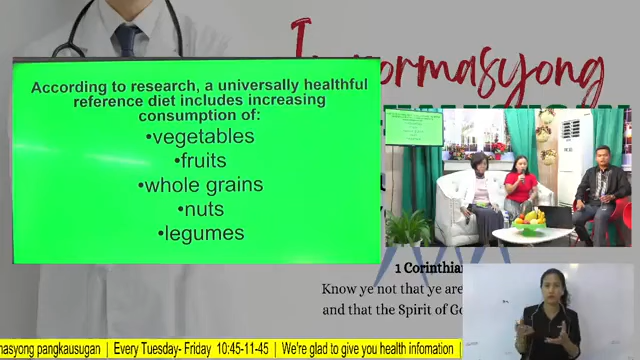 According to research, a universally healthful
reference diet includes increasing
consumption of:
•vegetables
•fruits
•whole grains
•nuts
•legumes
1 Corinthian
Know ye not that ye are
and that the Spirit of Go
masyong pangkausugan | Every Tuesday- Friday 10:45-11-45 | We're glad to give you health infomation |